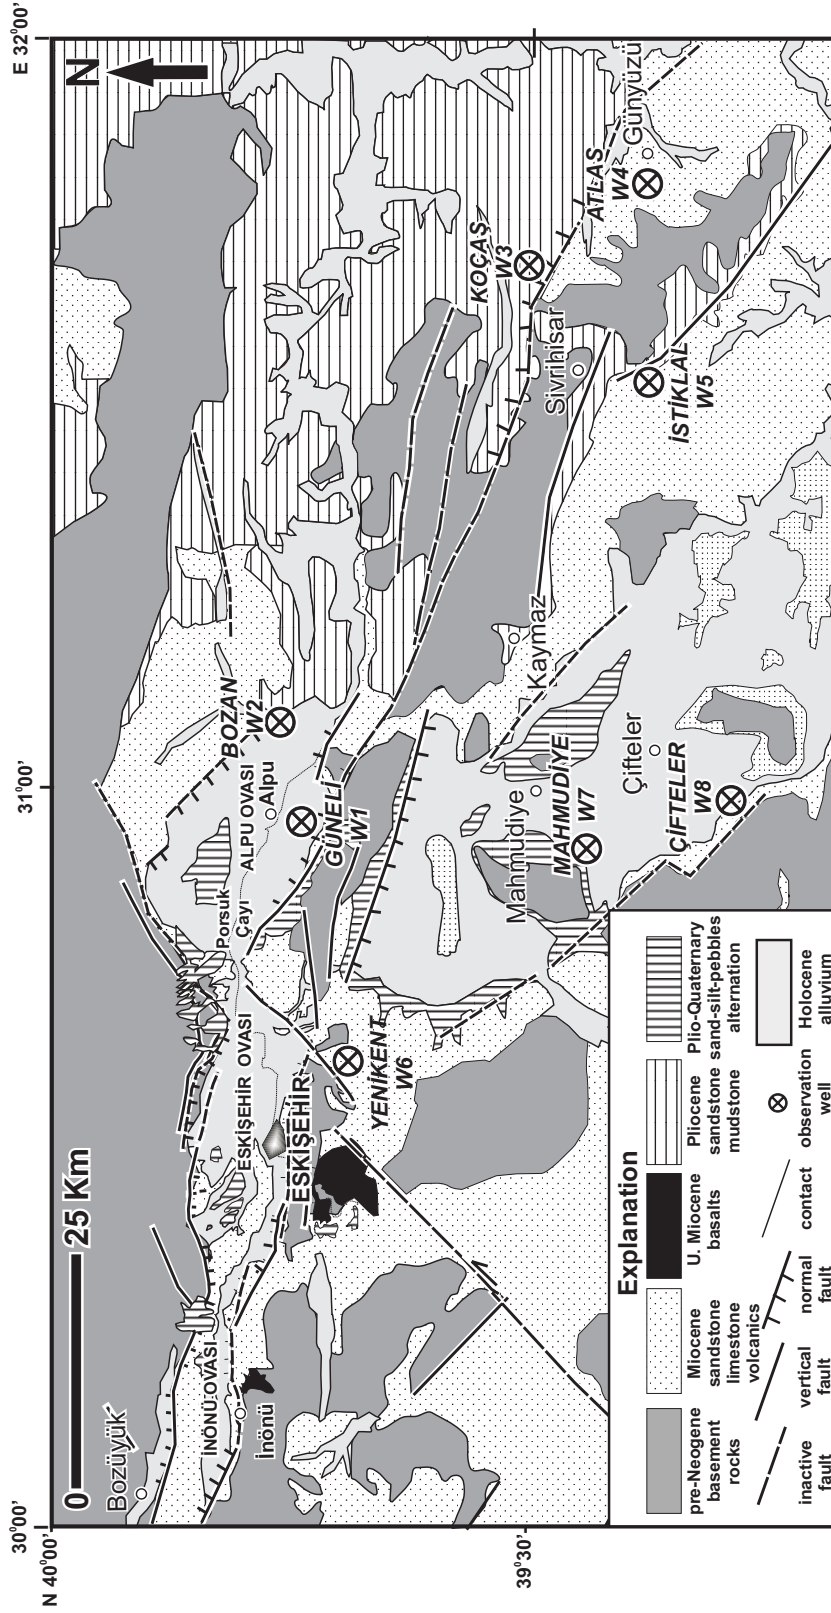 E 32°00'
31°00'
30°00'
N 40°00'
39°30'
N
0 25 Km
Bozüyük
İNÖNÜ OVASI
İnönü
ESKİŞEHİR OVASI
ESKİŞEHİR
Porsuk
Çayı
ALPU OVASI
Alpu
BOZAN
W2
GÜNELİ
W1
YENİKENT
W6
Mahmudiye
MAHMUDİYE
W7
Çifteler
ÇİFTELER
W8
Kaymaz
Sivrihisar
KOÇAŞ
W3
ATLAS
W4
Günyüzü
İSTİKLAL
W5
Explanation
pre-Neogene
basement
rocks
Miocene
sandstone
limestone
volcanics
U. Miocene
basalts
Pliocene
sandstone
mudstone
Plio-Quaternary
sand-silt-pebbles
alternation
inactive
fault
vertical
fault
normal
fault
contact
observation
well
Holocene
alluvium